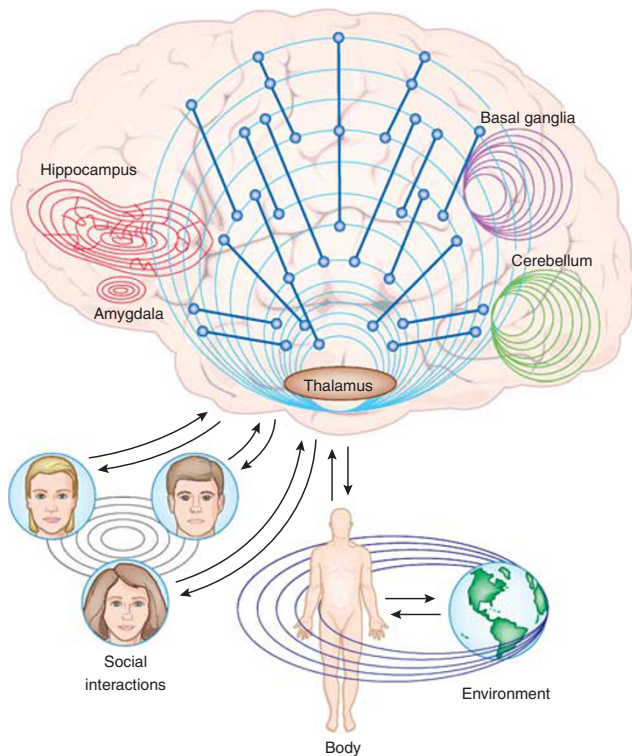 Basal ganglia
Hippocampus
Cerebellum
Amygdala
Thalamus
Social
interactions
Environment
Body